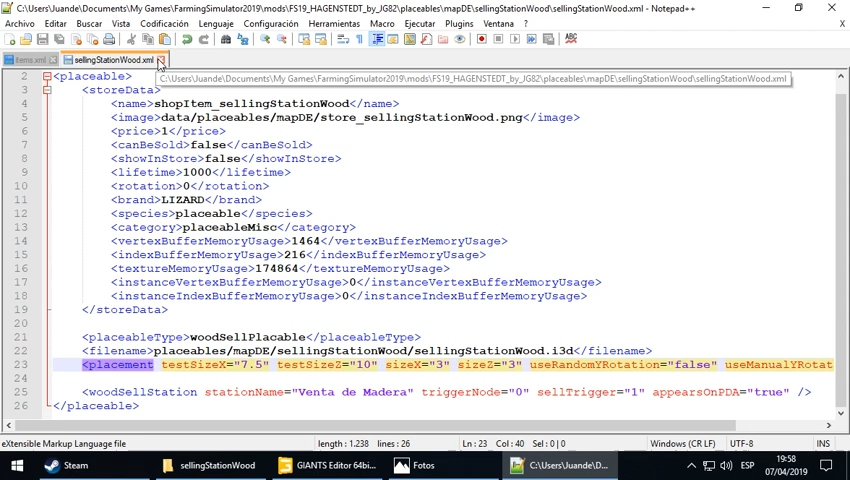 C:\Users\Juande\Documents\My Games\FarmingSimulator2019\mods\FS19_HAGENSTEDT_by_JG82\placeables\mapDE\sellingStationWood\sellingStationWood.xml - Notepad++
Archivo Editar Buscar Vista Codificación Lenguaje Configuración Herramientas Macro Ejecutar Plugins Ventana ? X
items.xml sellingStationWood.xml
C:\Users\Juande\Documents\My Games\FarmingSimulator2019\mods\FS19_HAGENSTEDT_by_JG82\placeables\mapDE\sellingStationWood\sellingStationWood.xml
2 <placeable>
3 <storeData>
4 <name>shopItem_sellingStationWood</name>
5 <image>data/placeables/mapDE/store_sellingStationWood.png</image>
6 <price>1</price>
7 <canBeSold>false</canBeSold>
8 <showInStore>false</showInStore>
9 <lifetime>1000</lifetime>
10 <rotation>0</rotation>
11 <brand>LIZARD</brand>
12 <species>placeable</species>
13 <category>placeableMisc</category>
14 <vertexBufferMemoryUsage>1464</vertexBufferMemoryUsage>
15 <indexBufferMemoryUsage>216</indexBufferMemoryUsage>
16 <textureMemoryUsage>174864</textureMemoryUsage>
17 <instanceVertexBufferMemoryUsage>0</instanceVertexBufferMemoryUsage>
18 <instanceIndexBufferMemoryUsage>0</instanceIndexBufferMemoryUsage>
19 </storeData>
20
21 <placeableType>woodSellPlacable</placeableType>
22 <filename>placeables/mapDE/sellingStationWood/sellingStationWood.i3d</filename>
23 <placement testSizeX="7.5" testSizeZ="10" sizeX="3" sizeZ="3" useRandomYRotation="false" useManualYRotat
24
25 <woodSellStation stationName="Venta de Madera" triggerNode="0" sellTrigger="1" appearsOnPDA="true" />
26 </placeable>
eXtensible Markup Language file length : 1.238 lines : 26 Ln : 23 Col : 40 Sel : 0 | 0 Windows (CR LF) UTF-8 INS
Steam sellingStationWood GIANTS Editor 64bi... Fotos C:\Users\Juande\D... ESP 19:58
07/04/2019